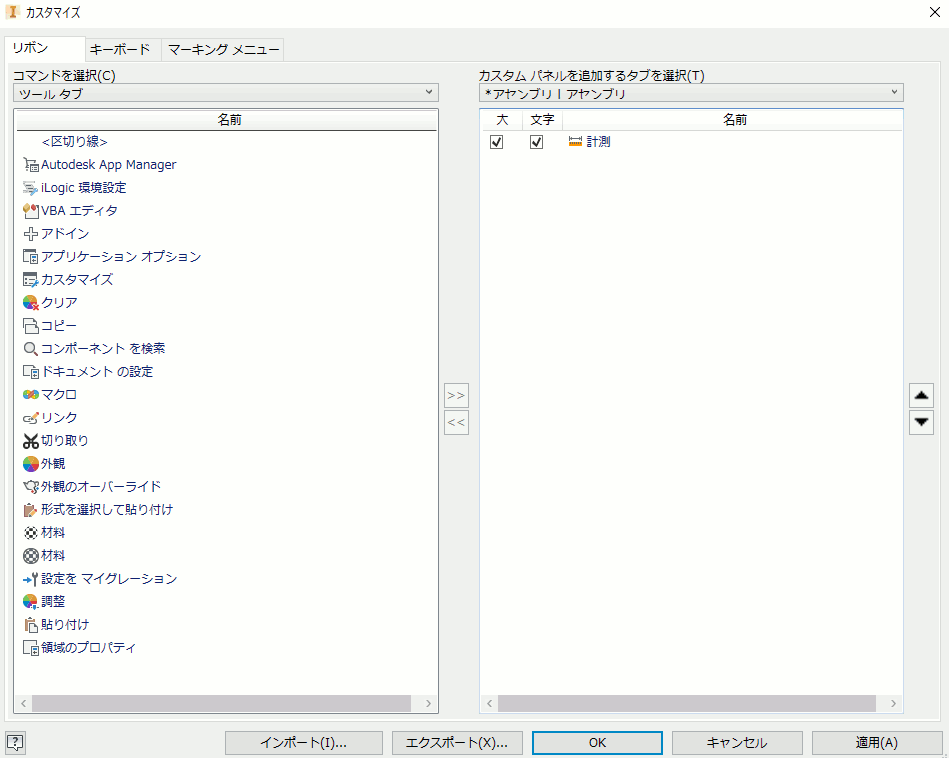 カスタマイズ
リボン キーボード マーキング メニュー
コマンドを選択(C)
ツール タブ
名前
<区切り線>
Autodesk App Manager
iLogic 環境設定
VBA エディタ
アドイン
アプリケーション オプション
カスタマイズ
クリア
コピー
コンポーネント を検索
ドキュメント の設定
マクロ
リンク
切り取り
外観
外観のオーバーライド
形式を選択して貼り付け
材料
材料
設定を マイグレーション
調整
貼り付け
領域のプロパティ
>>
<<
カスタム パネルを追加するタブを選択(T)
*アセンブリ | アセンブリ
大 文字 名前
計測
インポート(I)... エクスポート(X)... OK キャンセル 適用(A)